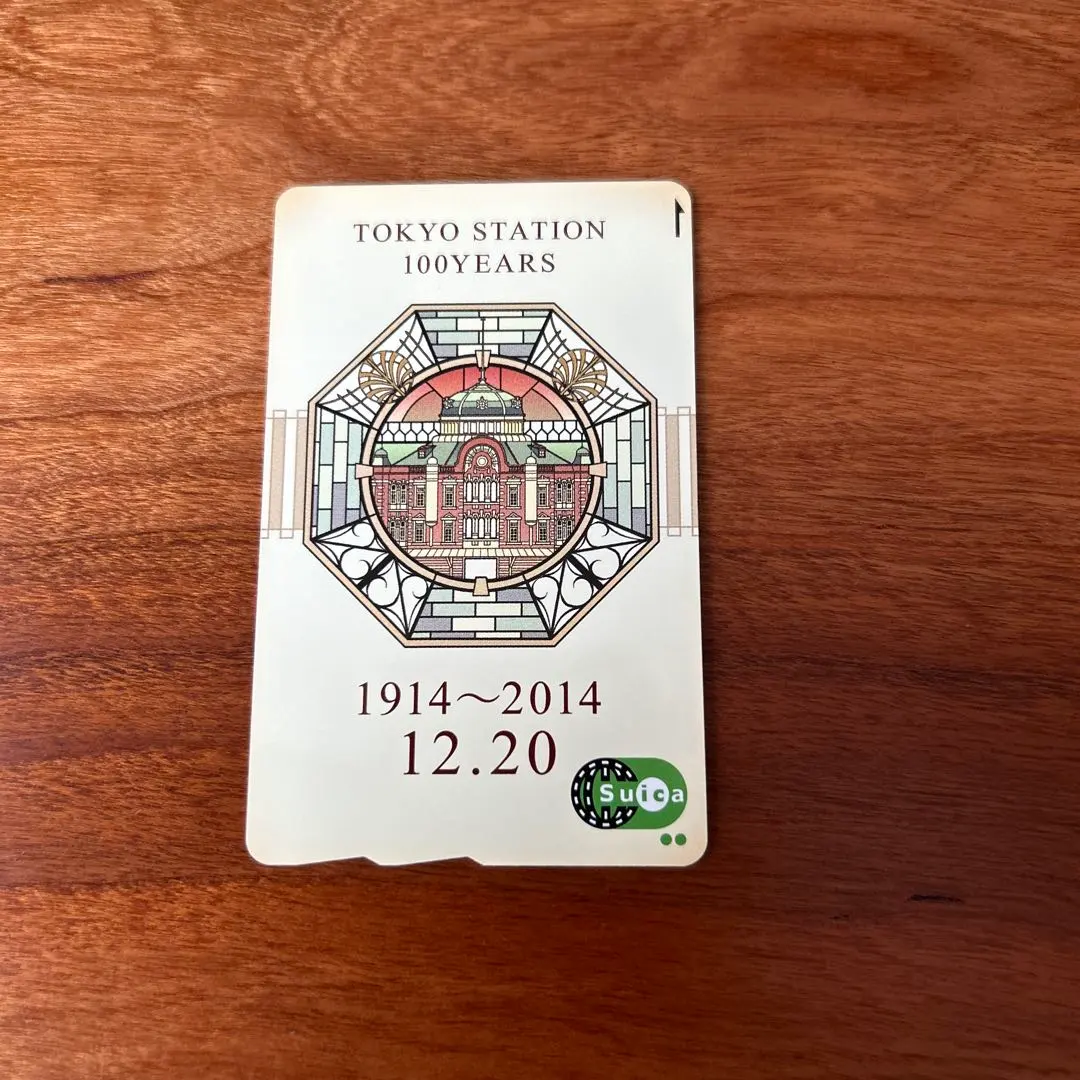 TOKYO STATION
100YEARS
1914～2014
12.20
Suica